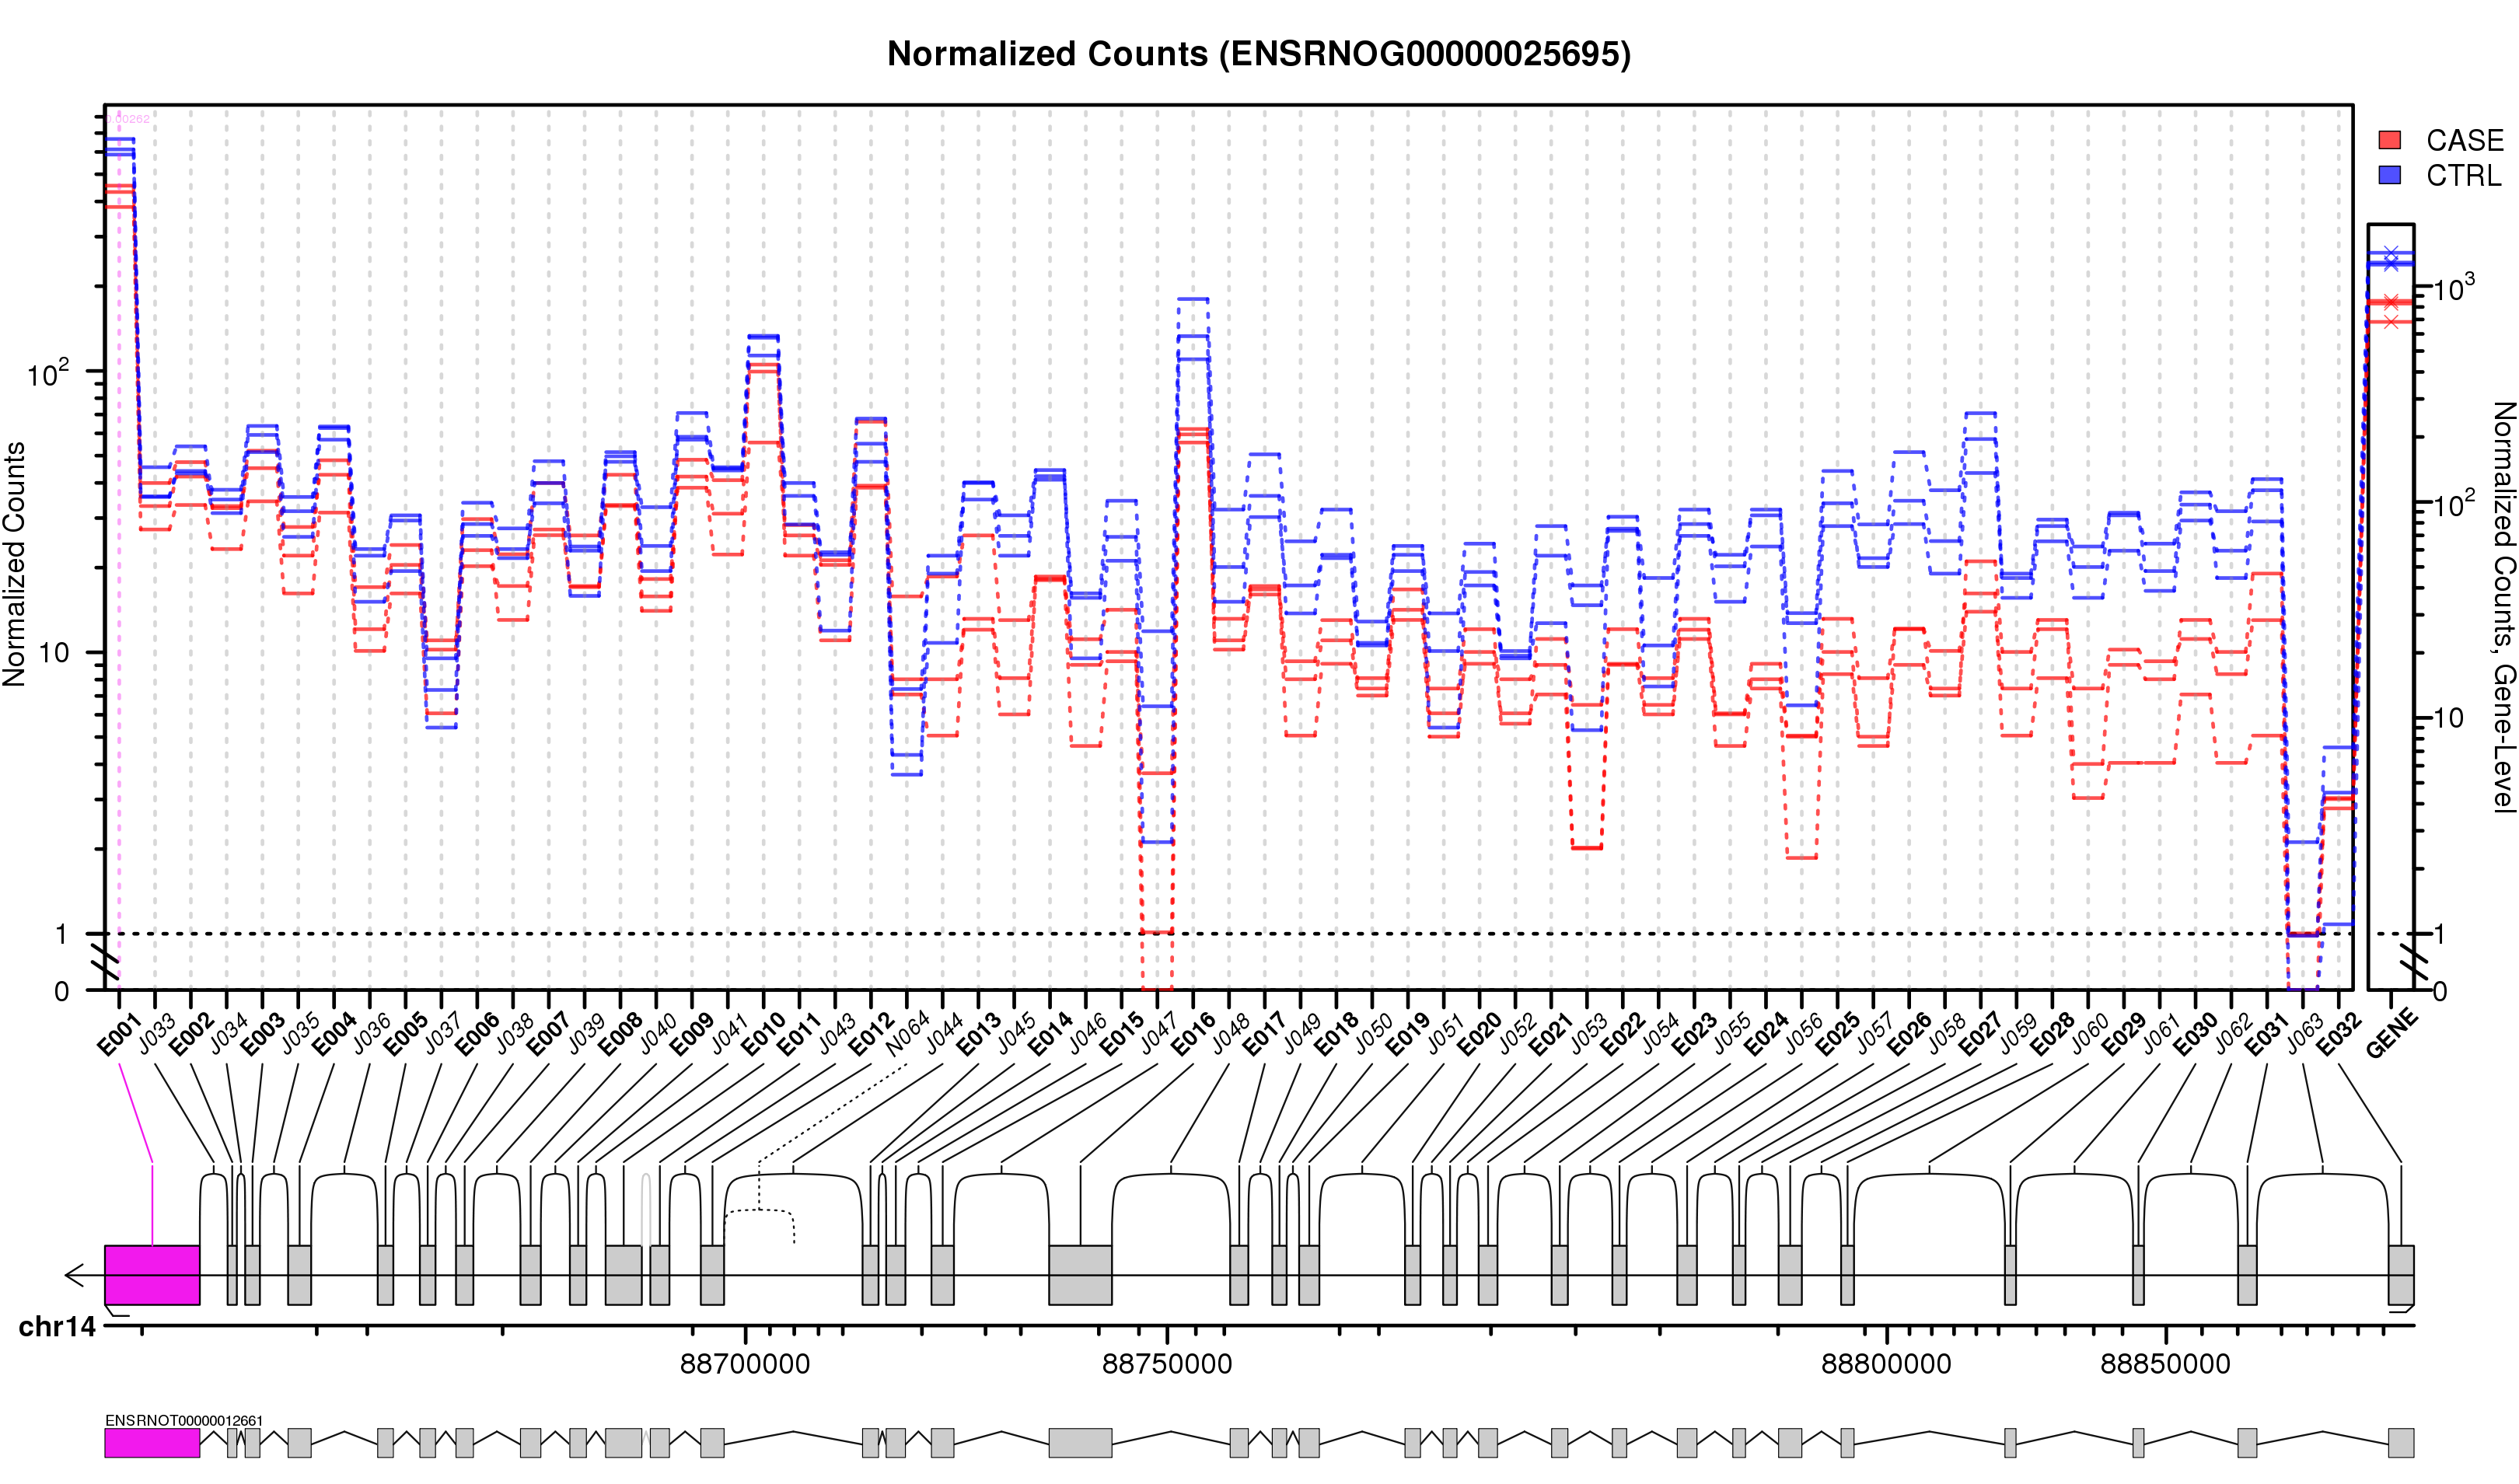 Normalized Counts (ENSRNOG00000025695)
0.00262
CASE
CTRL
Normalized Counts
10²
10
1
0
10³
10²
10
1
0
Normalized Counts, Gene-Level
E001 J033 E002 J034 E003 J035 E004 J036 E005 J037 E006 J038 E007 J039 E008 J040 E009 J041 E010 E011 J043 E012 N064 J044 E013 J045 E014 J046 E015 J047 E016 J048 E017 J049 E018 J050 E019 J051 E020 J052 E021 J053 E022 J054 E023 J055 E024 J056 E025 J057 E026 J058 E027 J059 E028 J060 E029 J061 E030 J062 E031 J063 E032 GENE
chr14
88700000 88750000 88800000 88850000
ENSRNOT00000012661